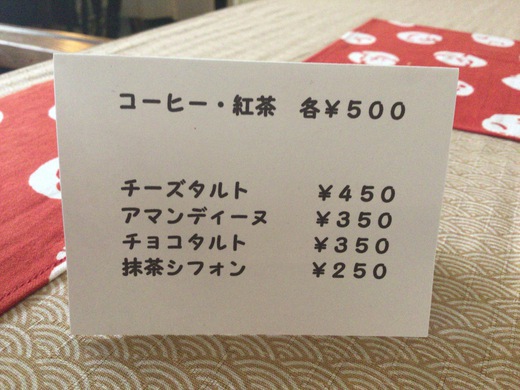 コーヒー・紅茶　各￥５００
チーズタルト　￥４５０
アマンディーヌ　￥３５０
チョコタルト　￥３５０
抹茶シフォン　￥２５０